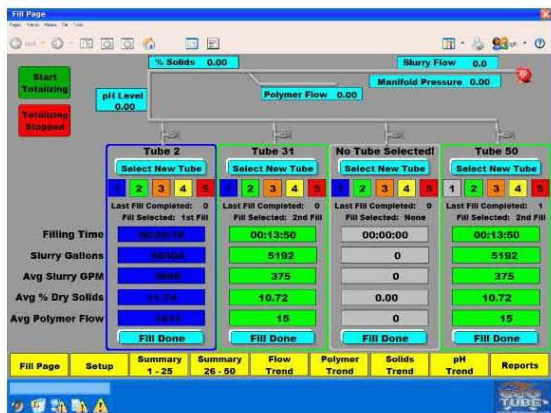 Fill Page
% Solids 0.00
Slurry Flow 0.0
Start Totalizing
pH Level 0.00
Polymer Flow 0.00
Manifold Pressure 0.00
Totalizing Stopped
Tube 2
Tube 31
No Tube Selected!
Tube 50
Select New Tube
Select New Tube
Select New Tube
Select New Tube
1 2 3 4 5
1 2 3 4 5
1 2 3 4 5
1 2 3 4 5
Last Fill Completed: 0
Last Fill Completed: 0
Last Fill Completed: 0
Last Fill Completed: 1
Fill Selected: 1st Fill
Fill Selected: 2nd Fill
Fill Selected: None
Fill Selected: 2nd Fill
Filling Time
00:13:50
00:00:00
00:13:50
Slurry Gallons
5192
0
5192
Avg Slurry GPM
375
0
375
Avg % Dry Solids
11.74
10.72
0.00
10.72
Avg Polymer Flow
15
0
15
Fill Done
Fill Done
Fill Done
Fill Done
Fill Page
Setup
Summary 1 - 25
Summary 26 - 50
Flow Trend
Polymer Trend
Solids Trend
pH Trend
Reports
TUBE